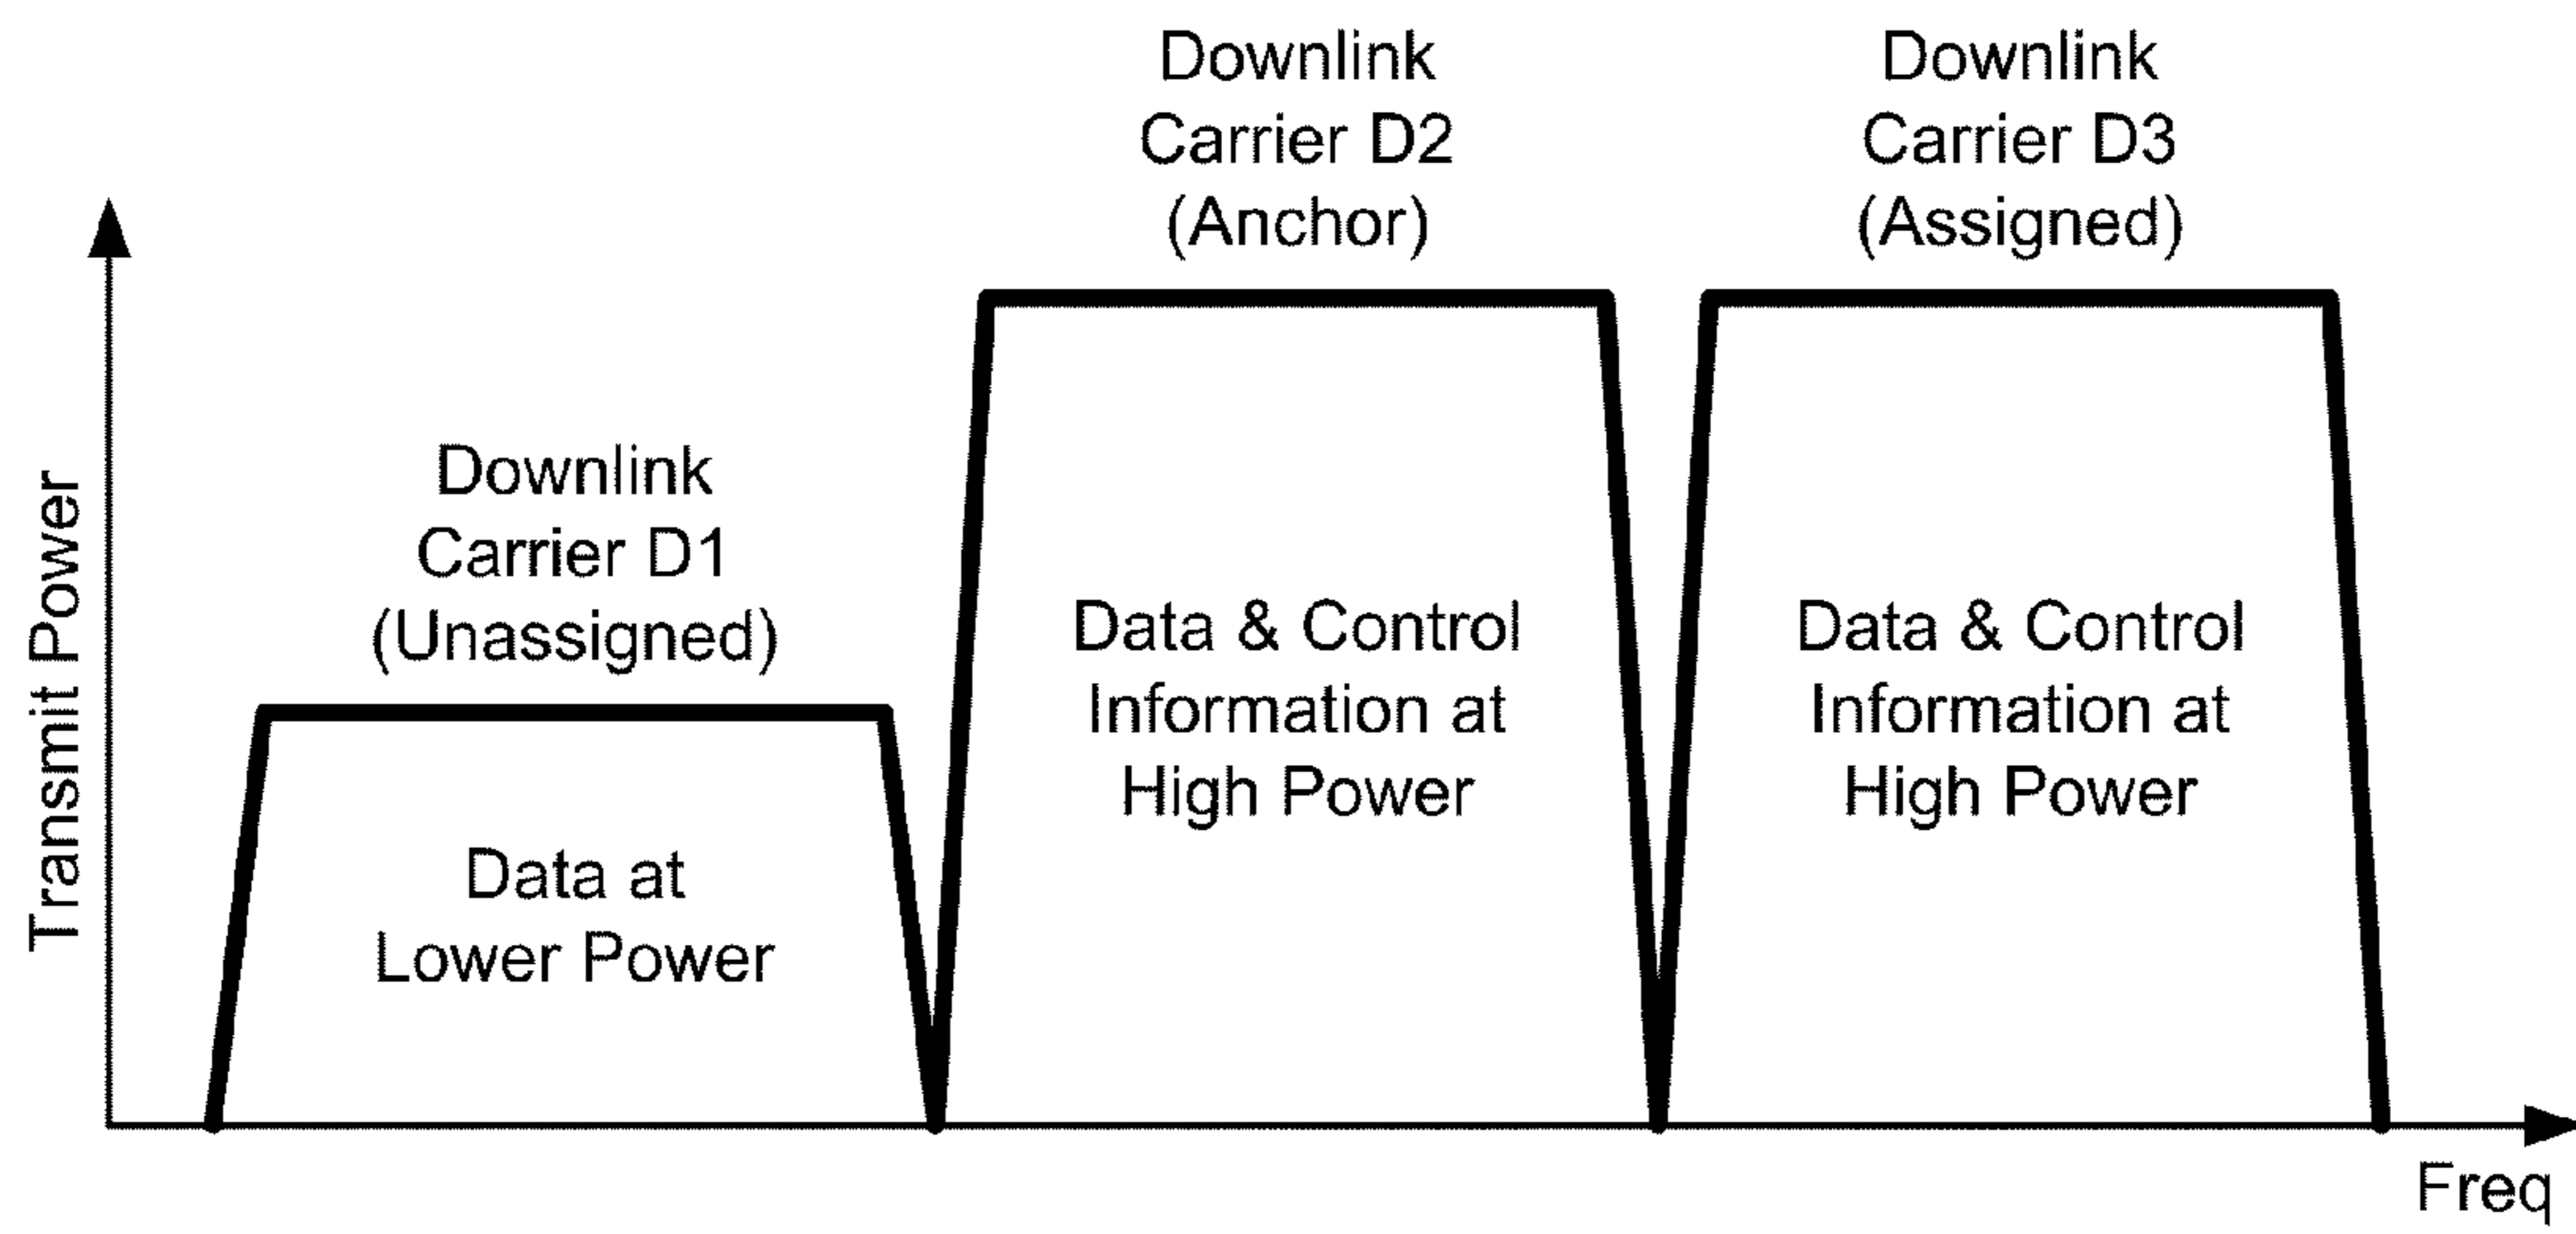 Transmit Power
Downlink
Carrier D1
(Unassigned)
Data at
Lower Power
Downlink
Carrier D2
(Anchor)
Data & Control
Information at
High Power
Downlink
Carrier D3
(Assigned)
Data & Control
Information at
High Power
Freq